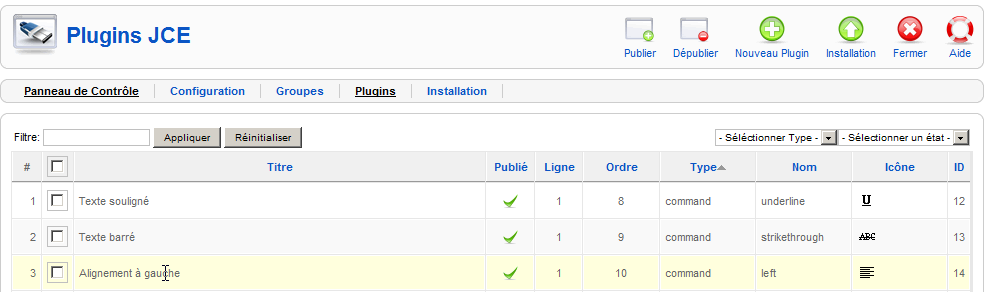 Plugins JCE
Publier Dépublier Nouveau Plugin Installation Fermer Aide
Panneau de Contrôle Configuration Groupes Plugins Installation
Filtre: Appliquer Réinitialiser - Séléctionner Type - - Sélectionner un état -
# Titre Publié Ligne Ordre Type Nom Icône ID
1 Texte souligné 1 8 command underline U 12
2 Texte barré 1 9 command strikethrough ABC 13
3 Alignement à gauche 1 10 command left 14